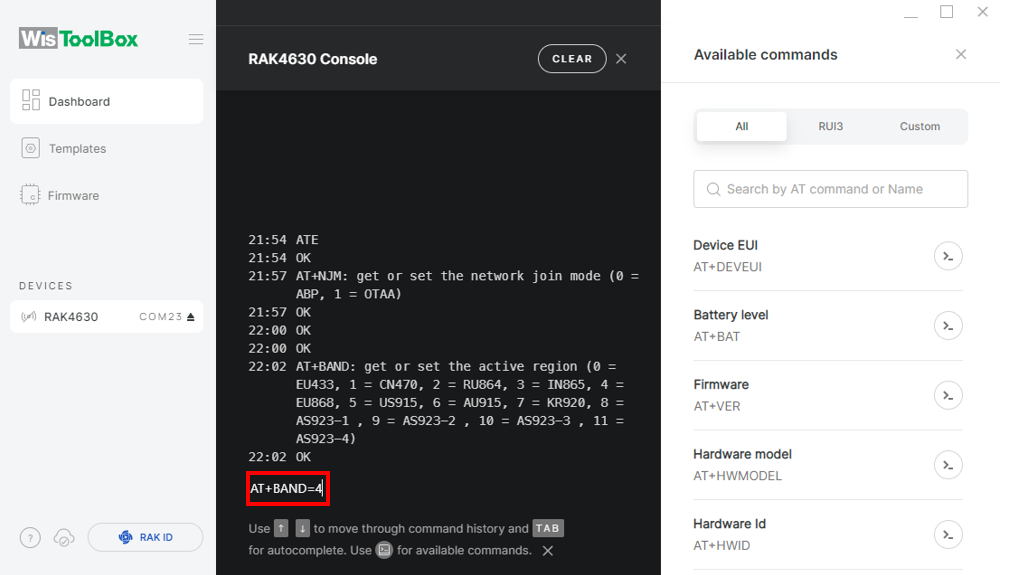 WisToolBox
Dashboard
Templates
Firmware
DEVICES
RAK4630 COM23
RAK ID
RAK4630 Console
CLEAR
21:54 ATE
21:54 OK
21:57 AT+NJM: get or set the network join mode (0 =
ABP, 1 = OTAA)
21:57 OK
22:00 OK
22:00 OK
22:02 AT+BAND: get or set the active region (0 =
EU433, 1 = CN470, 2 = RU864, 3 = IN865, 4 =
EU868, 5 = US915, 6 = AU915, 7 = KR920, 8 =
AS923-1 , 9 = AS923-2 , 10 = AS923-3 , 11 =
AS923-4)
22:02 OK
AT+BAND=4
Use ↑ ↓ to move through command history and TAB
for autocomplete. Use for available commands.
Available commands
All RUI3 Custom
Search by AT command or Name
Device EUI
AT+DEVEUI
Battery level
AT+BAT
Firmware
AT+VER
Hardware model
AT+HWMODEL
Hardware Id
AT+HWID